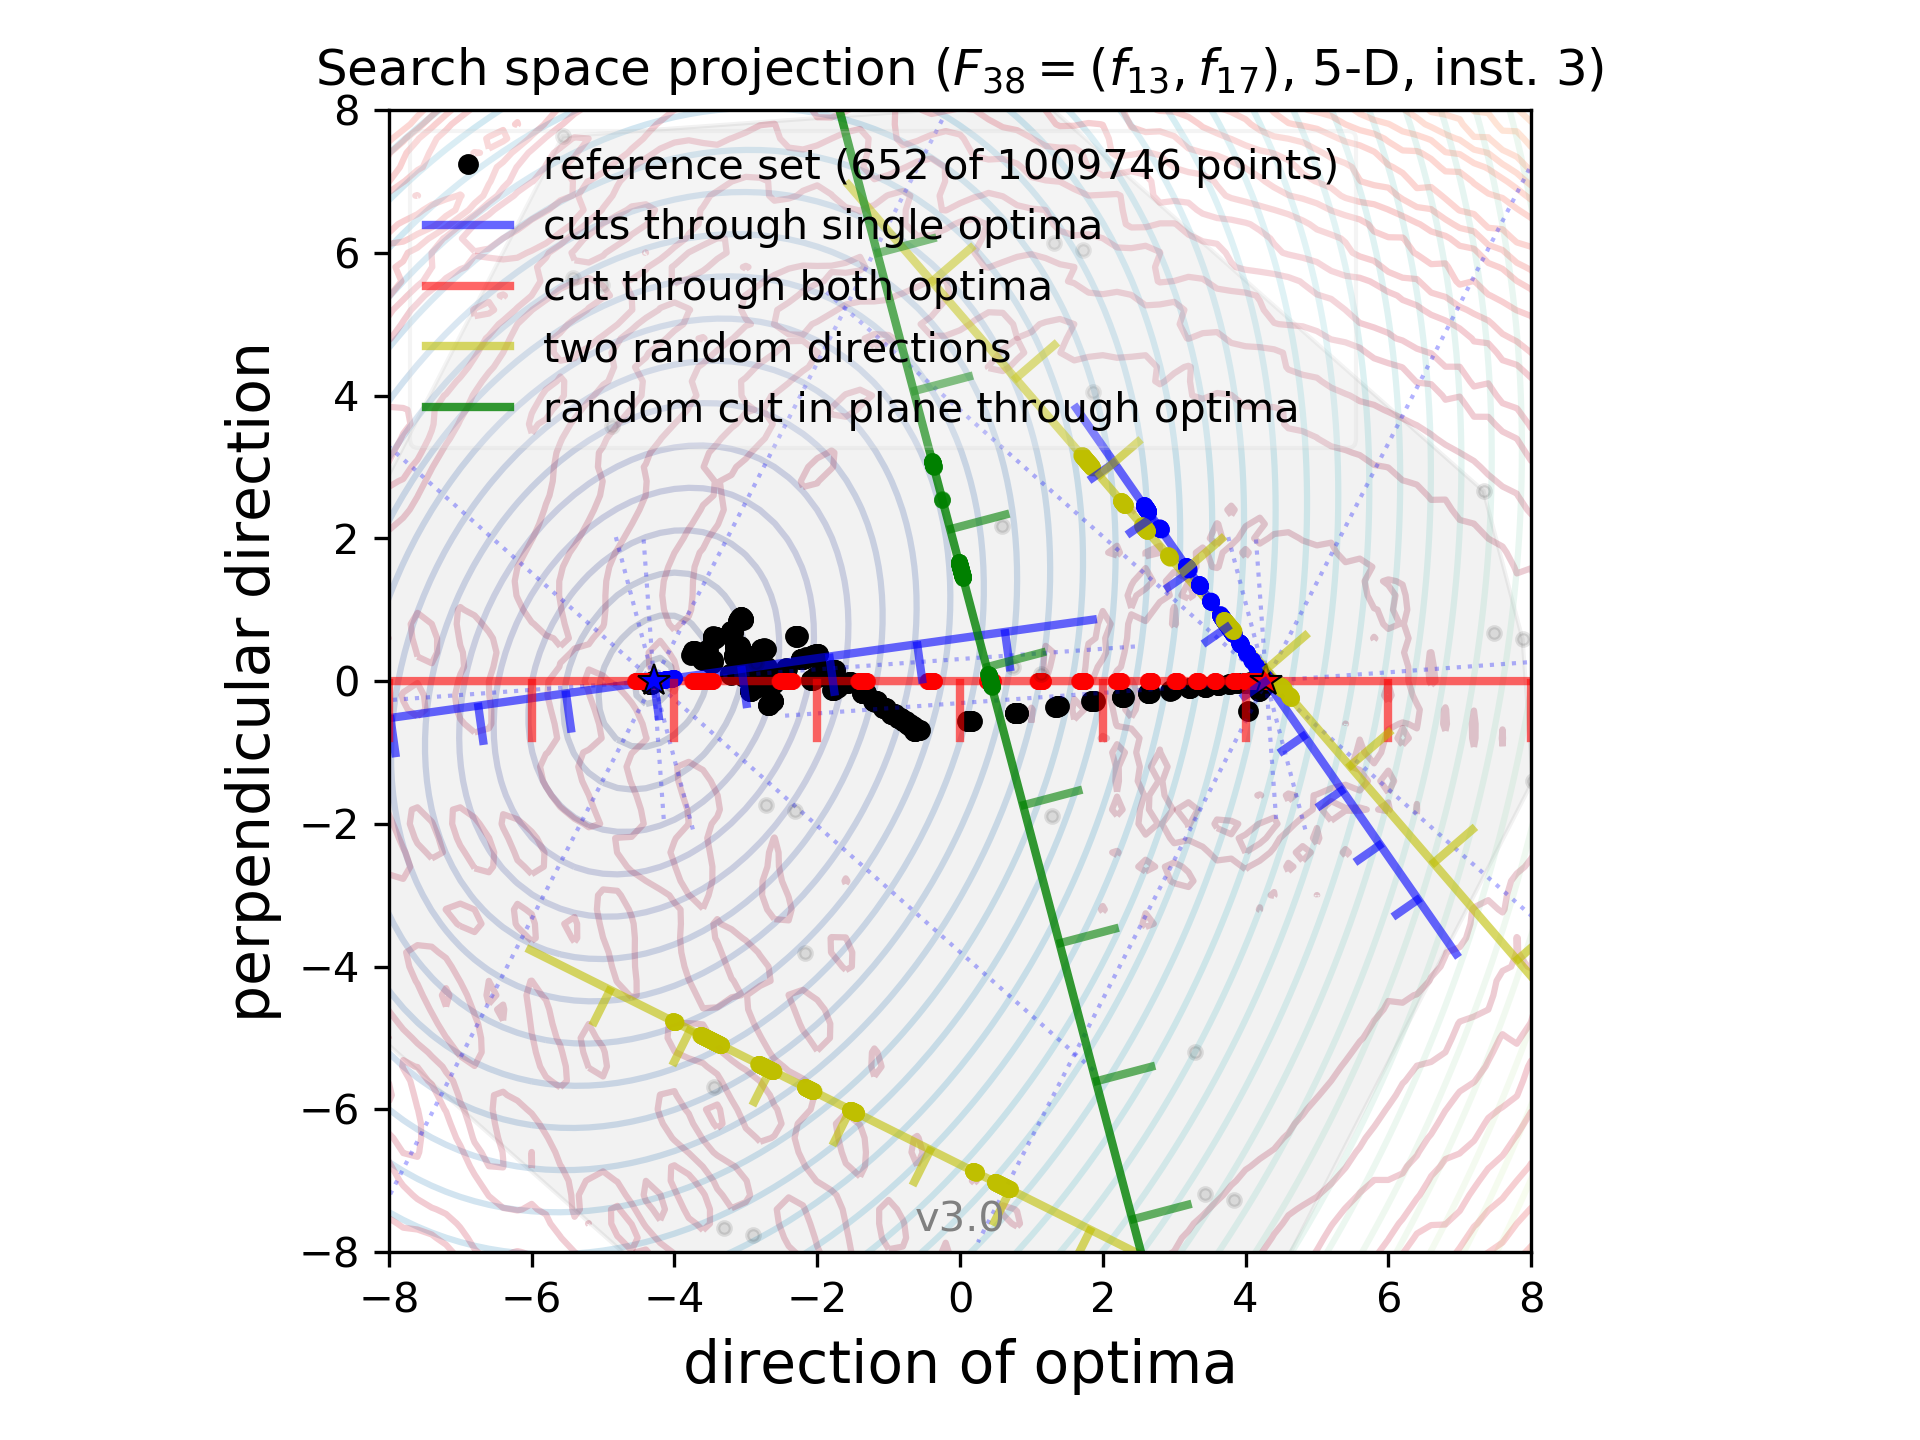 Search space projection (F38 = (f13, f17), 5-D, inst. 3)
reference set (652 of 1009746 points)
cuts through single optima
cut through both optima
two random directions
random cut in plane through optima
8
6
4
2
0
−2
−4
−6
−8
perpendicular direction
v3.0
−8 −6 −4 −2 0 2 4 6 8
direction of optima